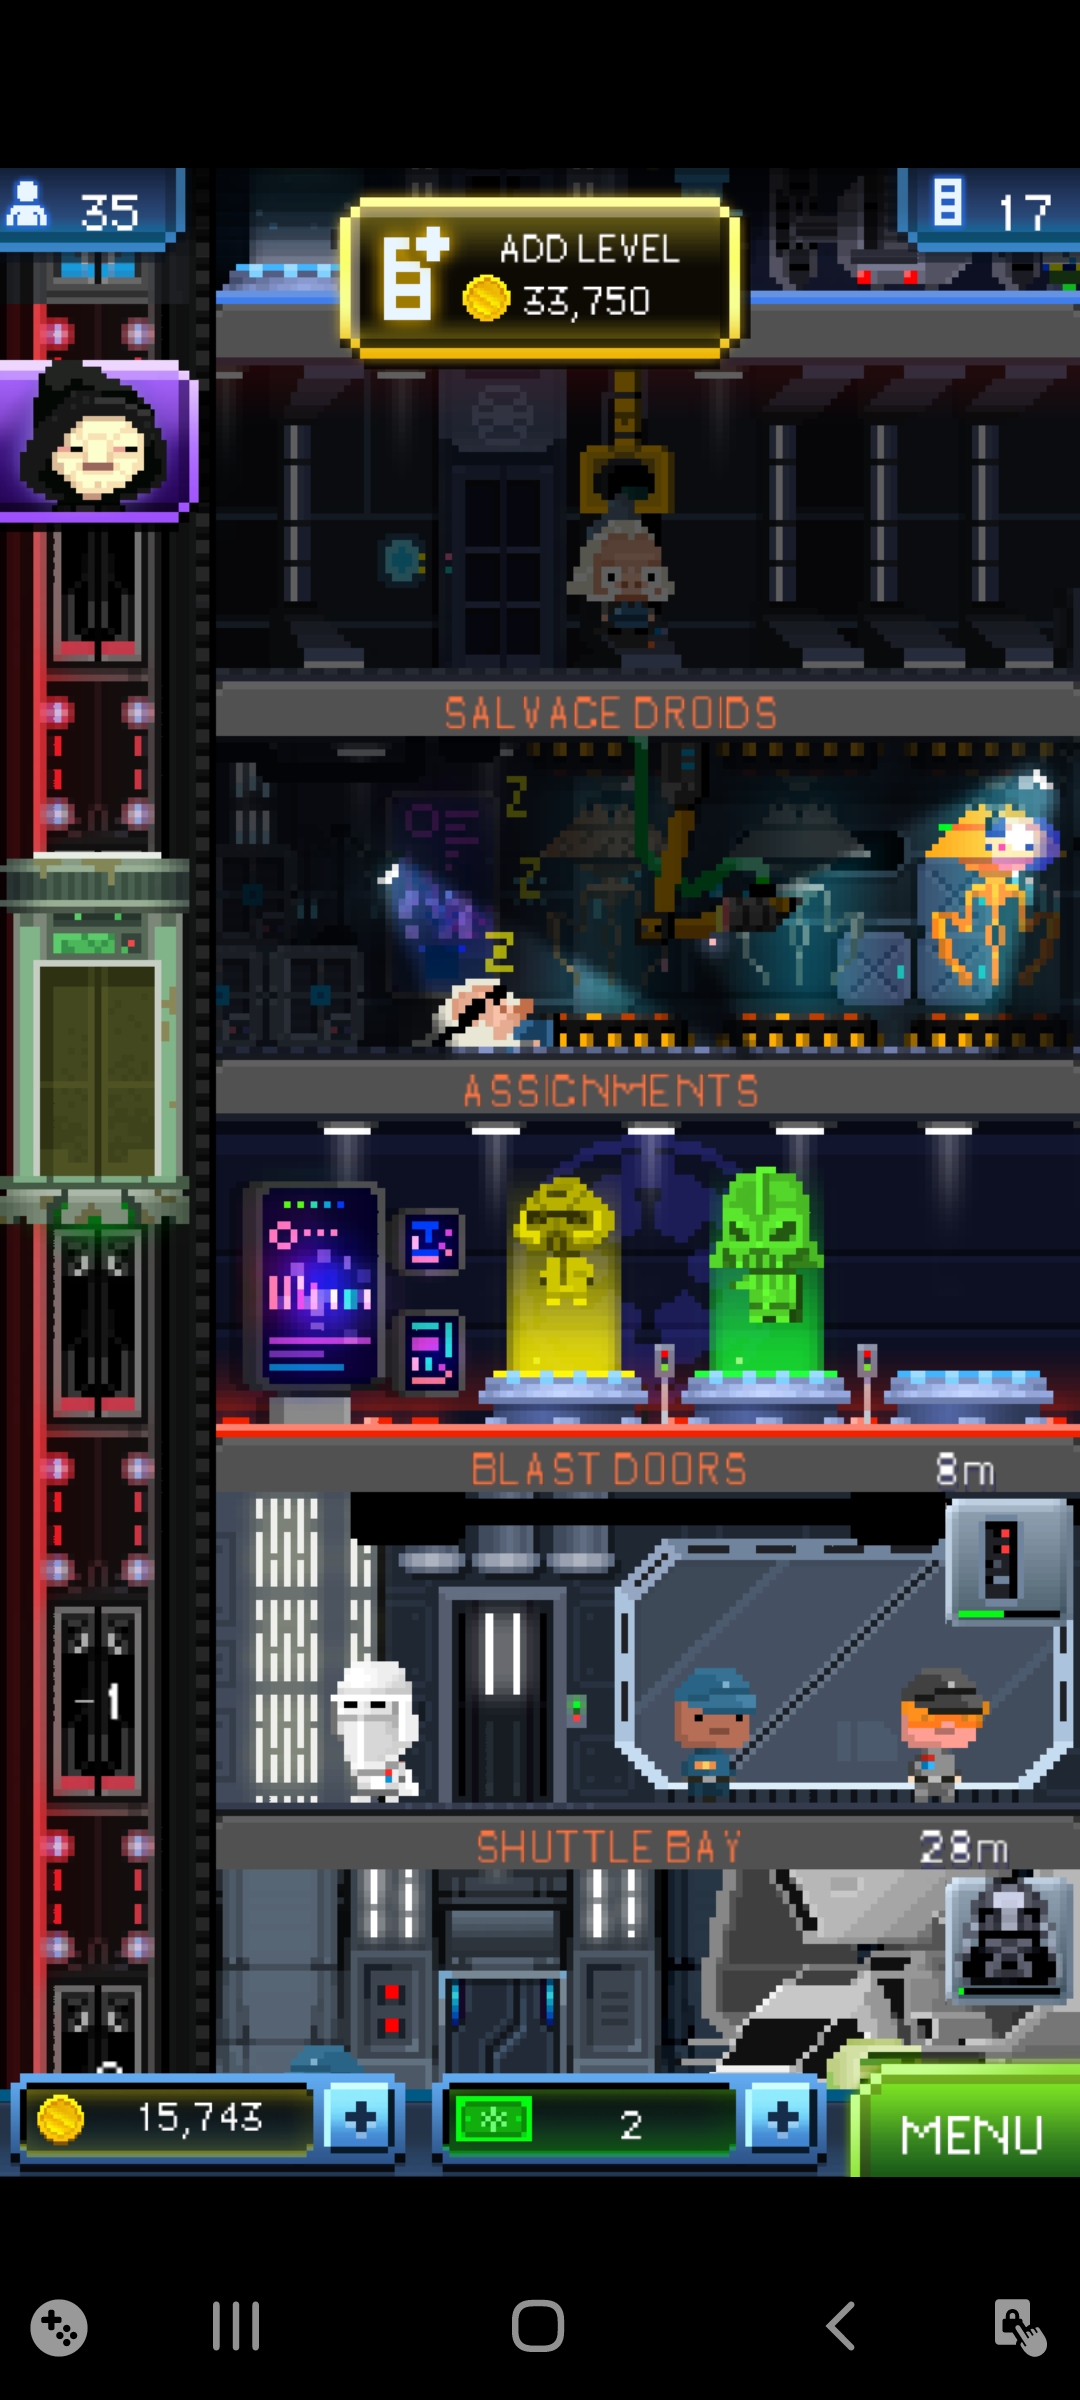 35
17
ADD LEVEL
33,750
SALVAGE DROIDS
Z
Z
Z
ASSIGNMENTS
BLAST DOORS 8m
-1
SHUTTLE BAY 28m
15,743
2
MENU